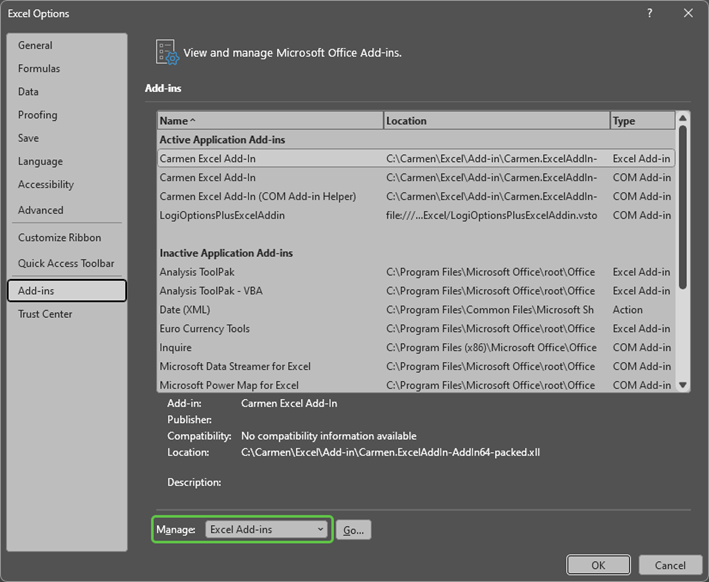 Excel Options
?
General
Formulas
Data
Proofing
Save
Language
Accessibility
Advanced
Customize Ribbon
Quick Access Toolbar
Add-ins
Trust Center
View and manage Microsoft Office Add-ins.
Add-ins
Name Location Type
Active Application Add-ins
Carmen Excel Add-In C:\Carmen\Excel\Add-in\Carmen.ExcelAddIn- Excel Add-in
Carmen Excel Add-In C:\Carmen\Excel\Add-in\Carmen.ExcelAddIn- COM Add-in
Carmen Excel Add-In (COM Add-in Helper) C:\Carmen\Excel\Add-in\Carmen.ExcelAddIn- COM Add-in
LogiOptionsPlusExcelAddin file:///...Excel/LogiOptionsPlusExcelAddin.vsto COM Add-in
Inactive Application Add-ins
Analysis ToolPak C:\Program Files\Microsoft Office\root\Office Excel Add-in
Analysis ToolPak - VBA C:\Program Files\Microsoft Office\root\Office Excel Add-in
Date (XML) C:\Program Files\Common Files\Microsoft Sh Action
Euro Currency Tools C:\Program Files\Microsoft Office\root\Office Excel Add-in
Inquire C:\Program Files (x86)\Microsoft Office\Office COM Add-in
Microsoft Data Streamer for Excel C:\Program Files\Microsoft Office\root\Office COM Add-in
Microsoft Power Map for Excel C:\Program Files\Microsoft Office\root\Office COM Add-in
Add-in: Carmen Excel Add-In
Publisher:
Compatibility: No compatibility information available
Location: C:\Carmen\Excel\Add-in\Carmen.ExcelAddIn-AddIn64-packed.xll
Description:
Manage: Excel Add-ins Go...
OK Cancel